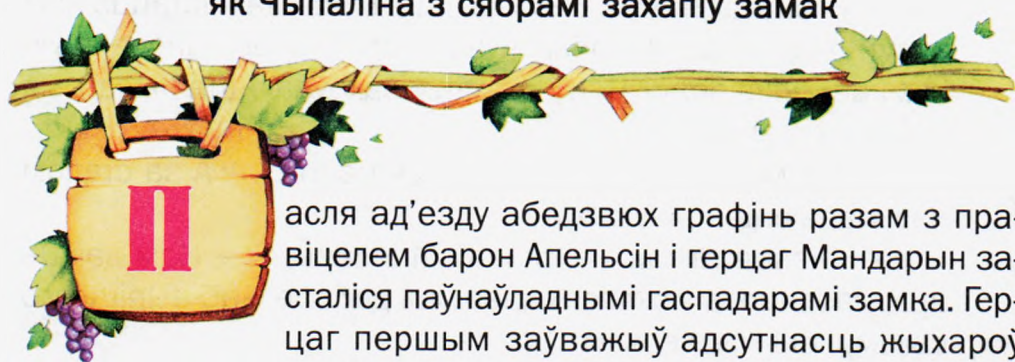 як Чыпаліна з сябрамі захапіў замак
П
асля ад’езду абедзвюх графінь разам з пра-
віцелем барон Апельсін і герцаг Мандарын за-
сталіся паўнаўладнымі гаспадарамі замка. Гер-
цаг першым заўважыў адсутнасць жыхароў